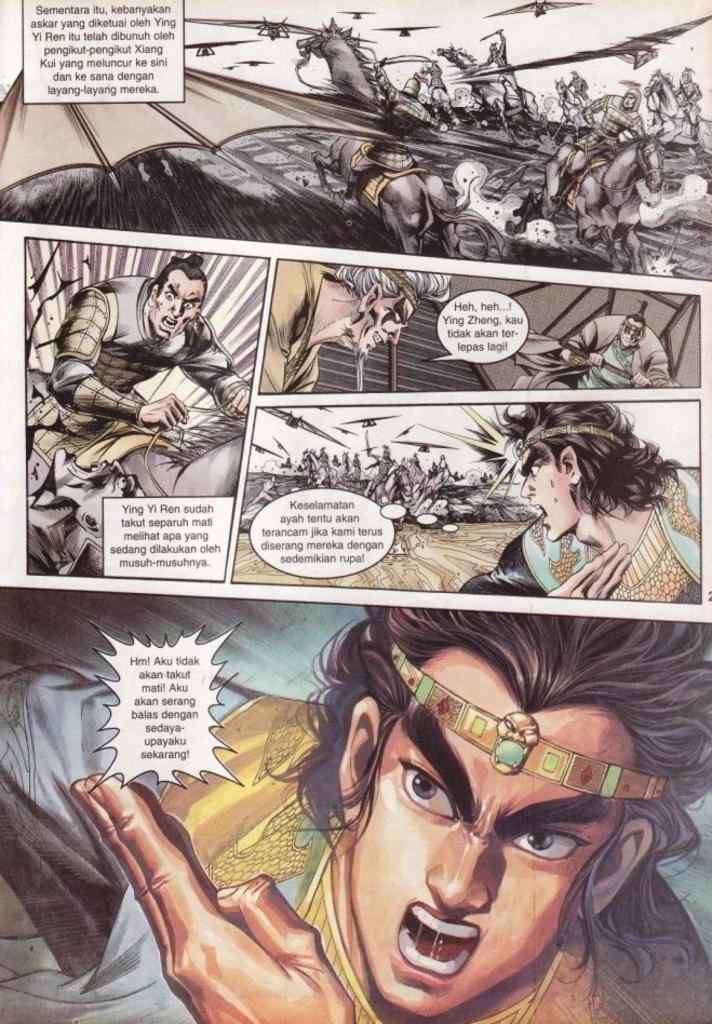 Sementara itu, kebanyakan
askar yang diketuai oleh Ying
Yi Ren itu telah dibunuh oleh
pengikut-pengikut Xiang
Kui yang meluncur ke sini
dan ke sana dengan
layang-layang mereka.
Heh, heh...!
Ying Zheng, kau
tidak akan ter-
lepas lagi!
Ying Yi Ren sudah
takut separuh mati
melihat apa yang
sedang dilakukan oleh
musuh-musuhnya.
Keselamatan
ayah tentu akan
terancam jika kami terus
diserang mereka dengan
sedemikian rupa!
Hm! Aku tidak
akan takut
mati! Aku
akan serang
balas dengan
sedaya-
upayaku
sekarang!